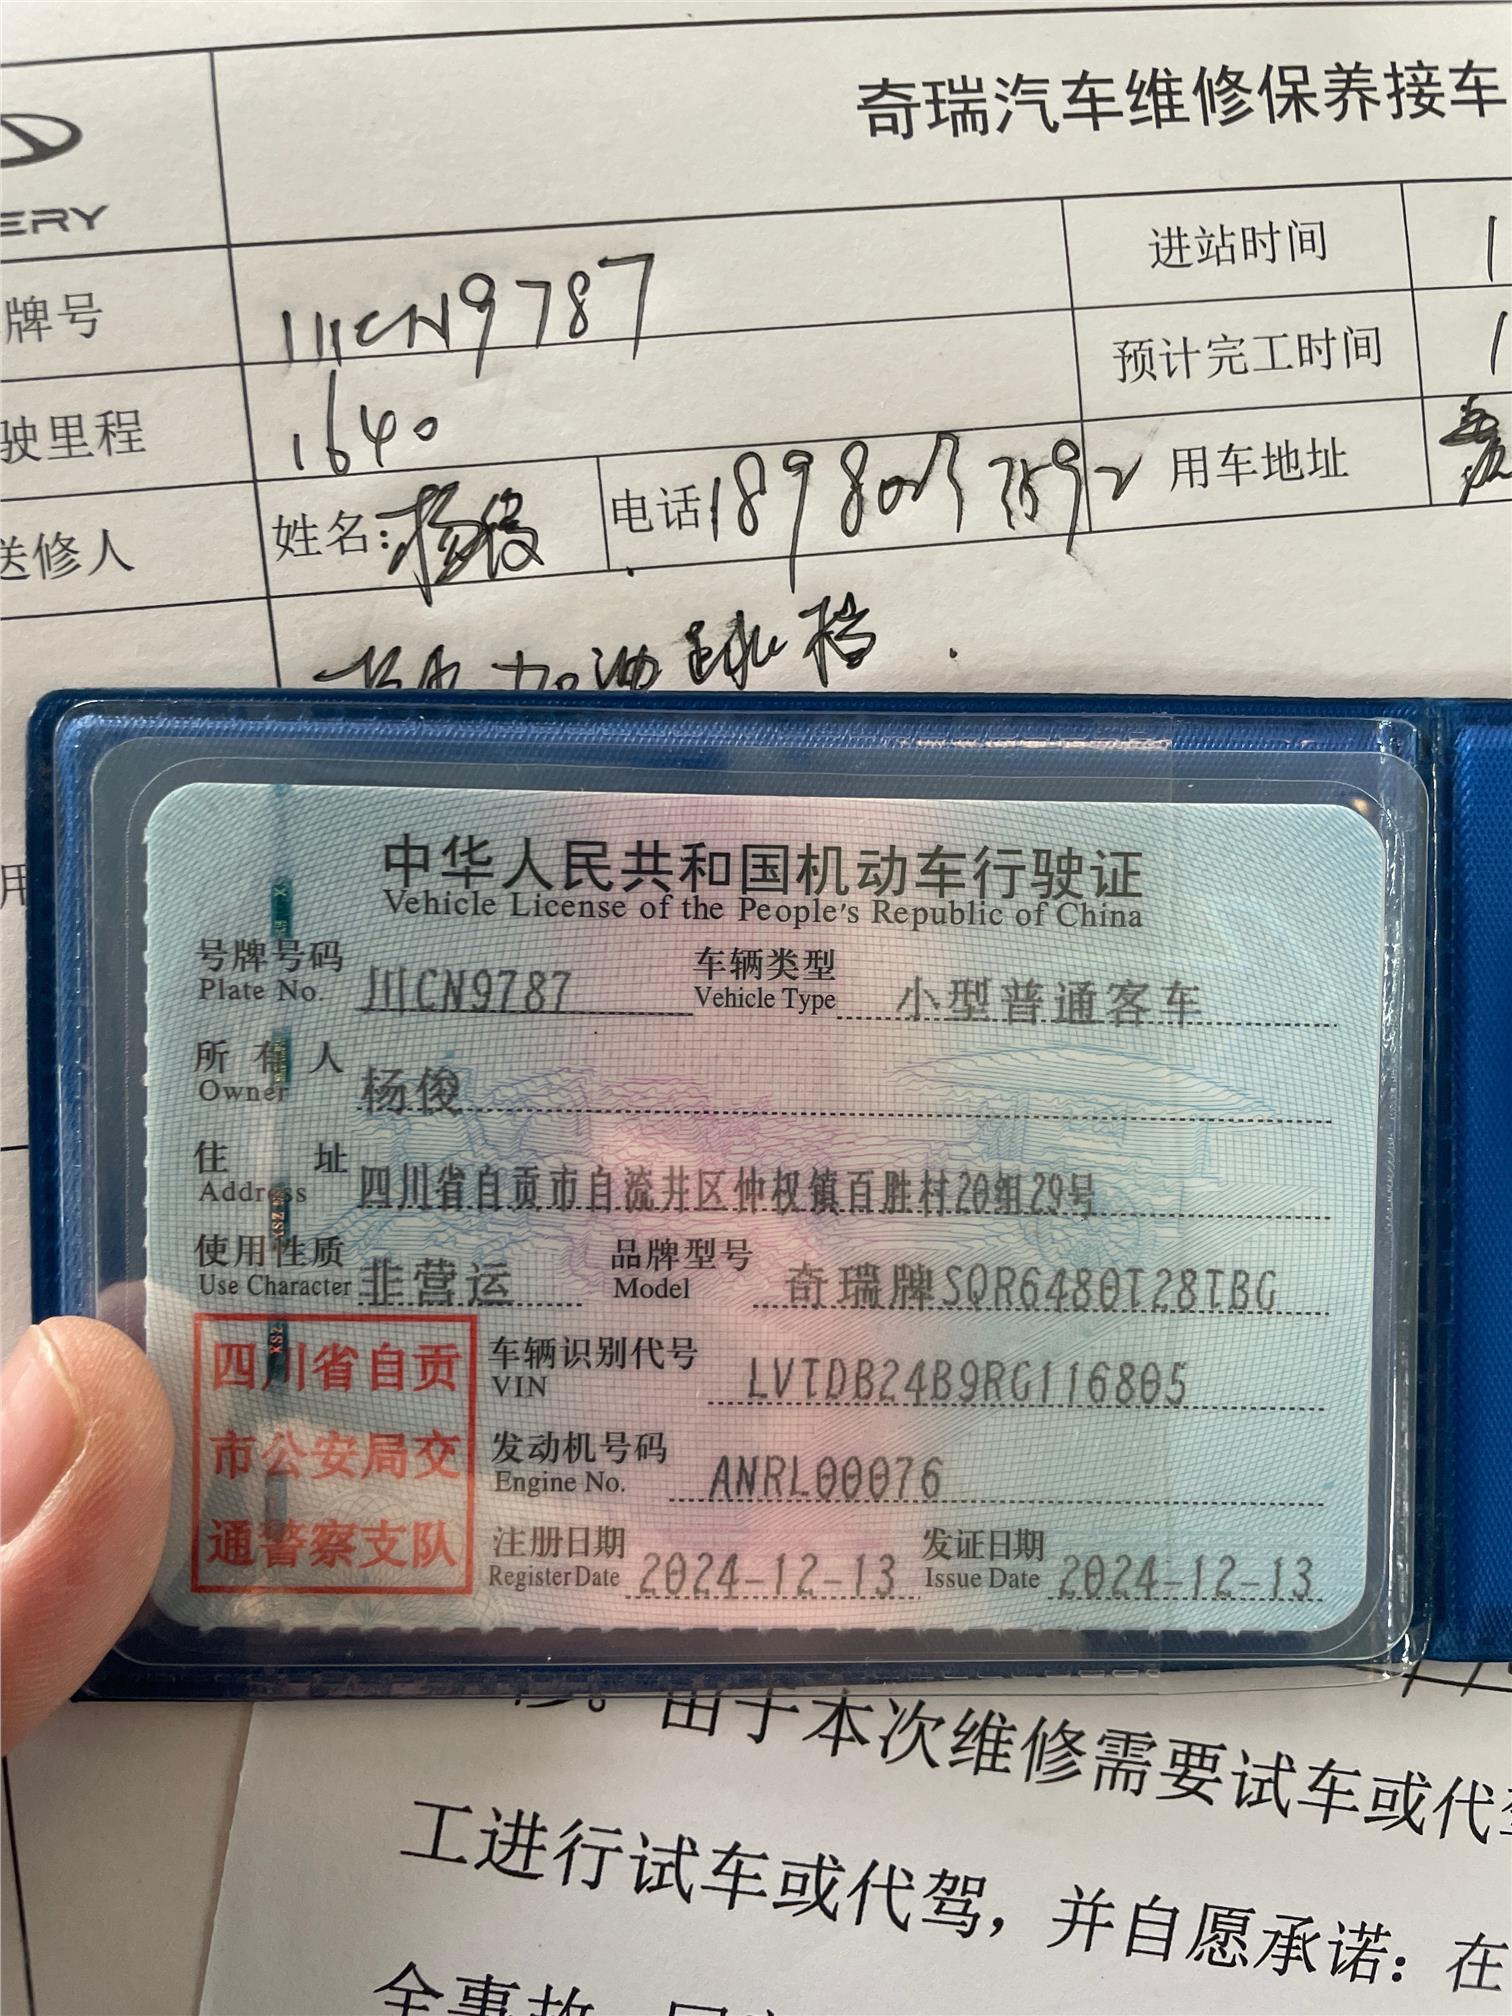 奇瑞汽车维修保养接车
ERY
牌号 川CN9787 进站时间
驶里程 1640 预计完工时间
送修人 姓名:杨俊 电话 用车地址
加油跳枪.
用
中华人民共和国机动车行驶证
Vehicle License of the People's Republic of China
号牌号码 Plate No. 川CN9787 车辆类型 Vehicle Type 小型普通客车
所有人 Owner 杨俊
住址 Address 四川省自贡市自流井区仲权镇百胜村20组29号
使用性质 Use Character 非营运 品牌型号 Model 奇瑞牌SQR6480T28TBG
四川省自贡
市公安局交
通警察支队
车辆识别代号 VIN LVTDB24B9RG116805
发动机号码 Engine No. ANRL00076
注册日期 Register Date 2024-12-13 发证日期 Issue Date 2024-12-13
。由于本次维修需要试车或代
工进行试车或代驾，并自愿承诺：在
全事故